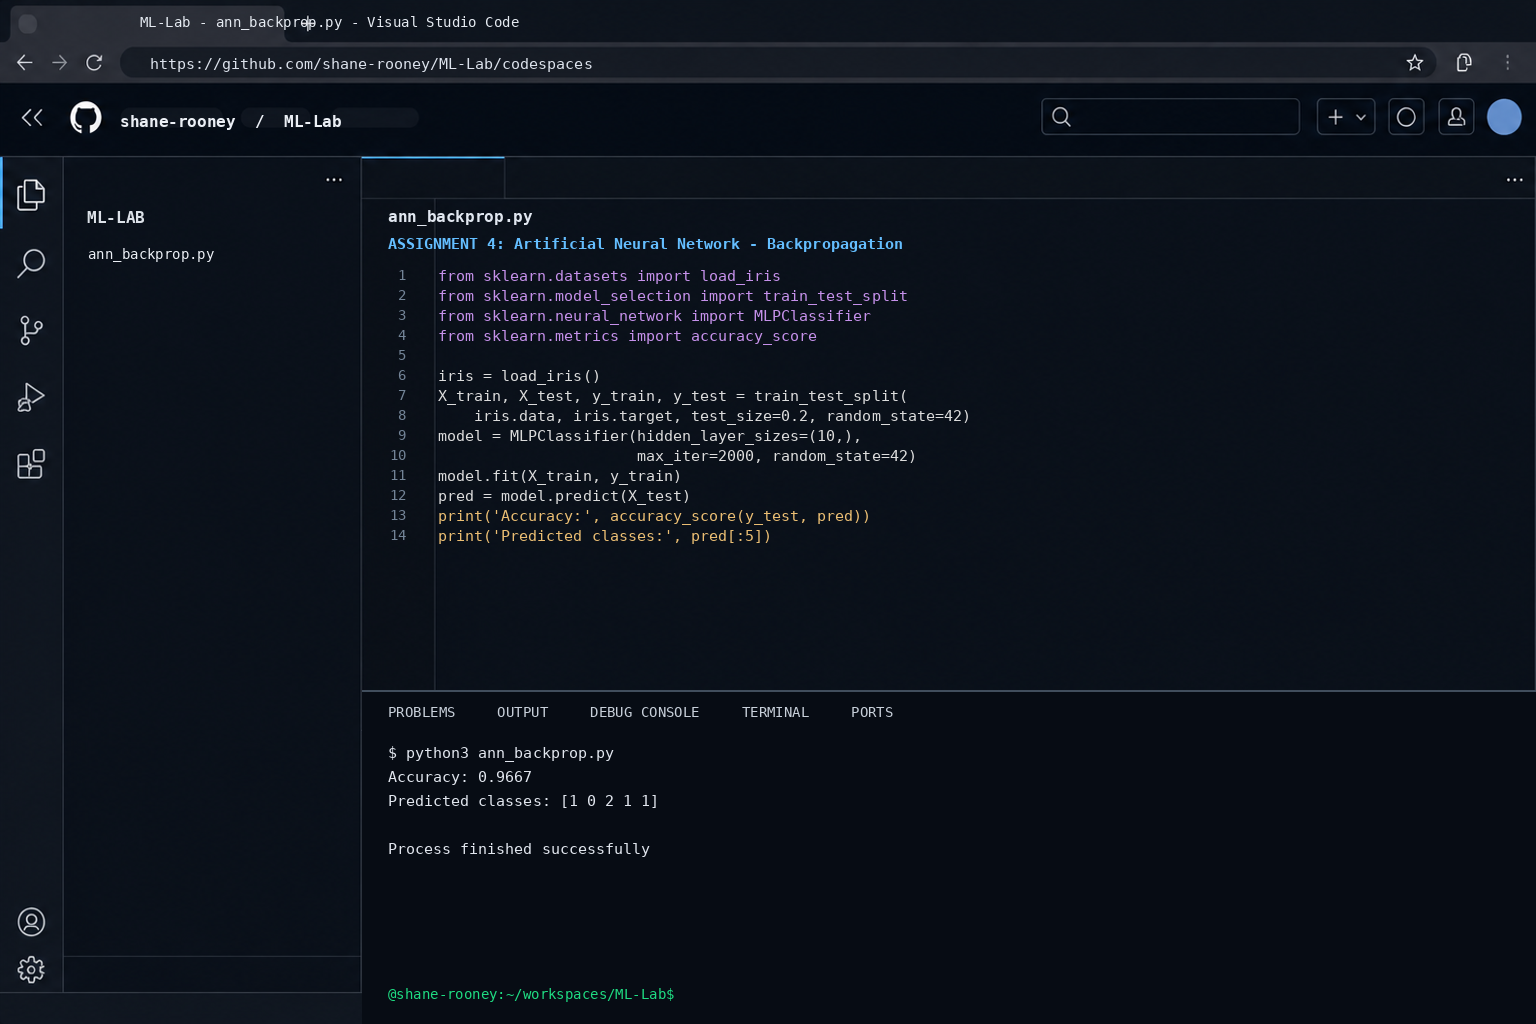 ML-Lab - ann_backprop.py - Visual Studio Code
https://github.com/shane-rooney/ML-Lab/codespaces
shane-rooney / ML-Lab
ML-LAB
ann_backprop.py
ann_backprop.py
ASSIGNMENT 4: Artificial Neural Network - Backpropagation
1 from sklearn.datasets import load_iris
2 from sklearn.model_selection import train_test_split
3 from sklearn.neural_network import MLPClassifier
4 from sklearn.metrics import accuracy_score
5
6 iris = load_iris()
7 X_train, X_test, y_train, y_test = train_test_split(
8     iris.data, iris.target, test_size=0.2, random_state=42)
9 model = MLPClassifier(hidden_layer_sizes=(10,),
10                       max_iter=2000, random_state=42)
11 model.fit(X_train, y_train)
12 pred = model.predict(X_test)
13 print('Accuracy:', accuracy_score(y_test, pred))
14 print('Predicted classes:', pred[:5])
PROBLEMS OUTPUT DEBUG CONSOLE TERMINAL PORTS
$ python3 ann_backprop.py
Accuracy: 0.9667
Predicted classes: [1 0 2 1 1]
Process finished successfully
@shane-rooney:~/workspaces/ML-Lab$